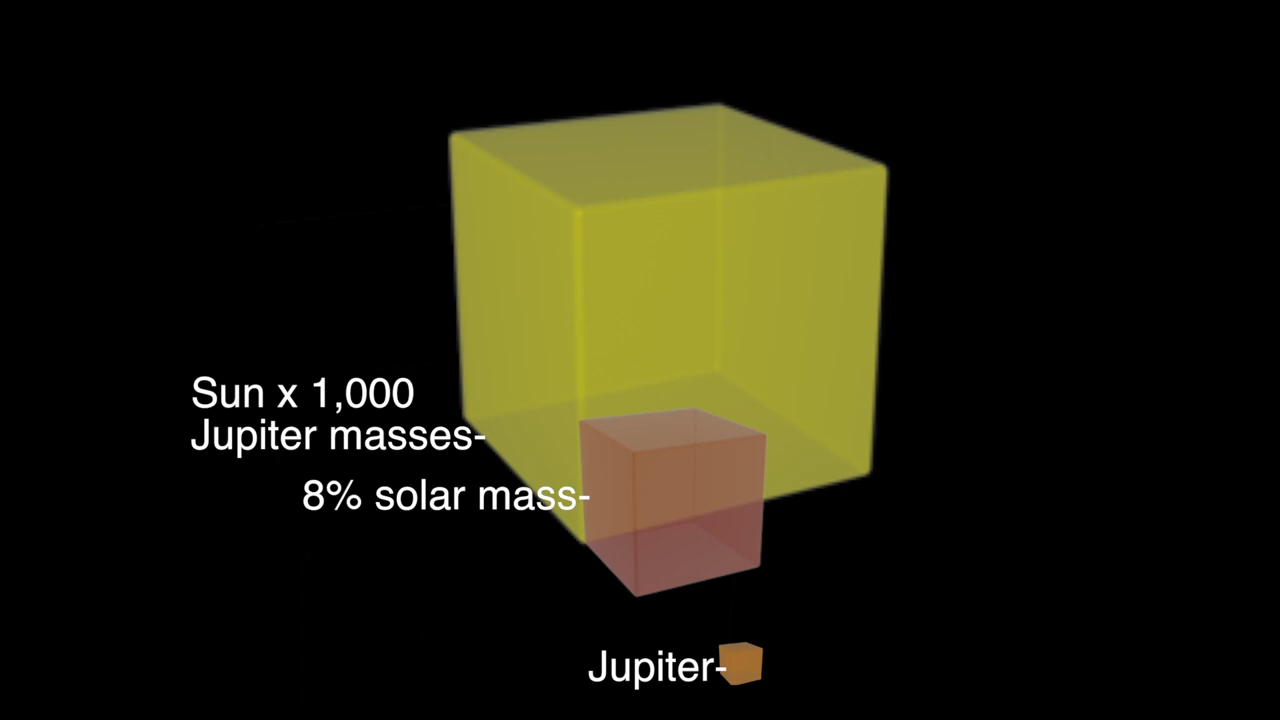 Sun x 1,000
Jupiter masses-
8% solar mass-
Jupiter-